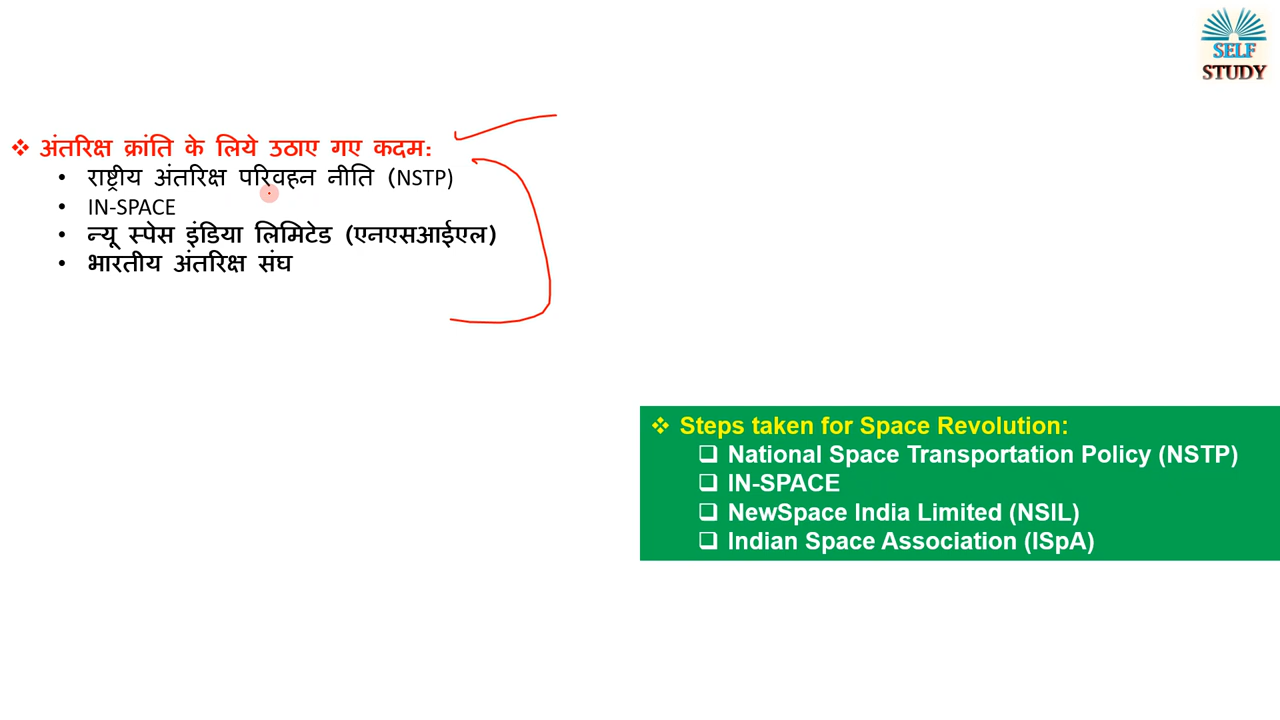 SELF
STUDY
❖ अंतरिक्ष क्रांति के लिये उठाए गए कदम:
• राष्ट्रीय अंतरिक्ष परिवहन नीति (NSTP)
• IN-SPACE
• न्यू स्पेस इंडिया लिमिटेड (एनएसआईएल)
• भारतीय अंतरिक्ष संघ
❖ Steps taken for Space Revolution:
❑ National Space Transportation Policy (NSTP)
❑ IN-SPACE
❑ NewSpace India Limited (NSIL)
❑ Indian Space Association (ISpA)